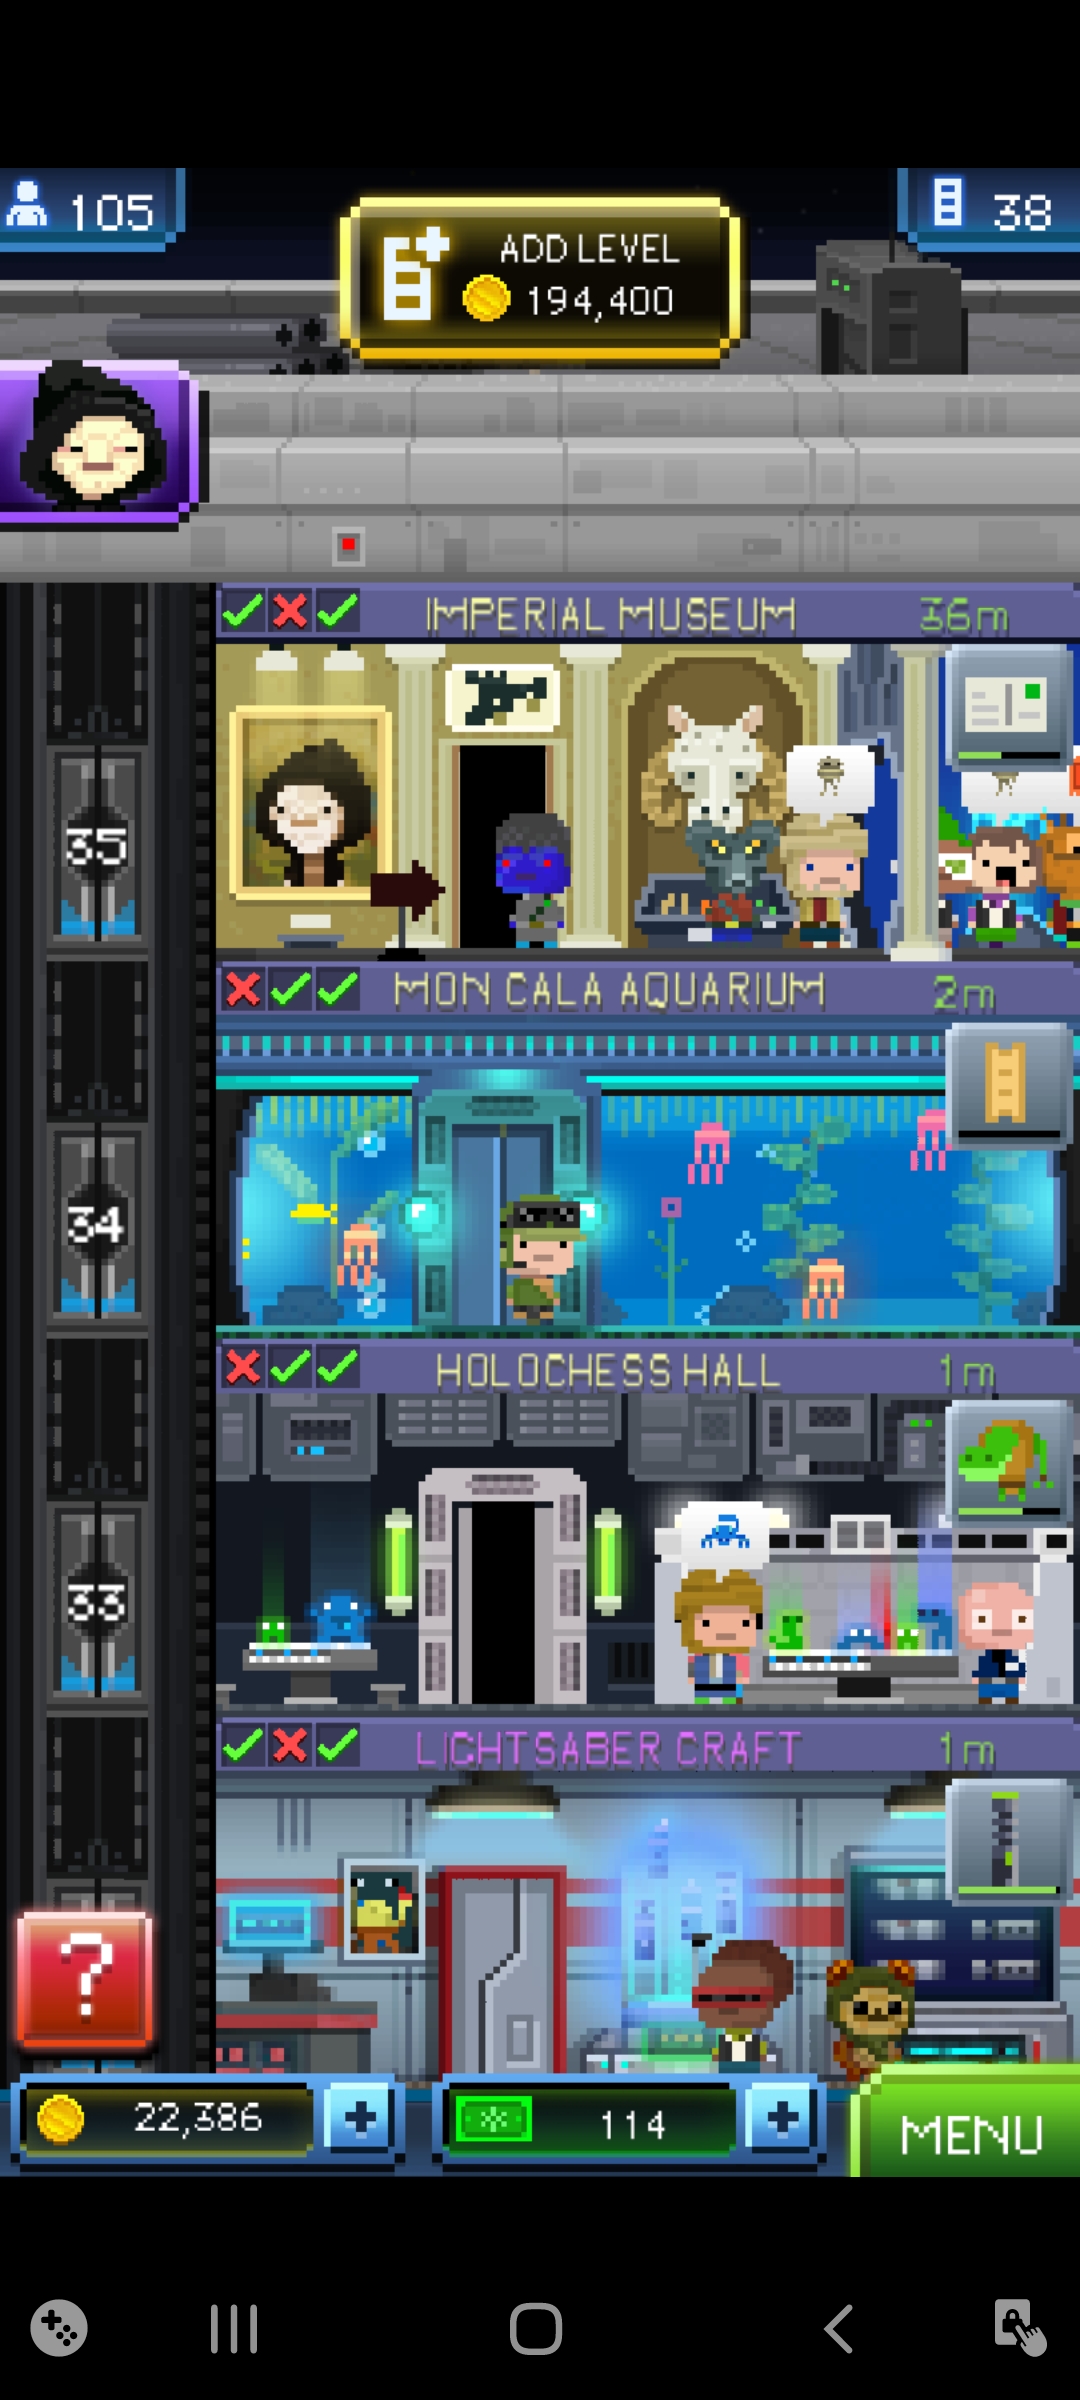 105
ADD LEVEL
194,400
38
IMPERIAL MUSEUM 36m
35
MON CALA AQUARIUM 2m
34
HOLOCHESS HALL 1m
33
LIGHTSABER CRAFT 1m
?
22,386 +
114 +
MENU